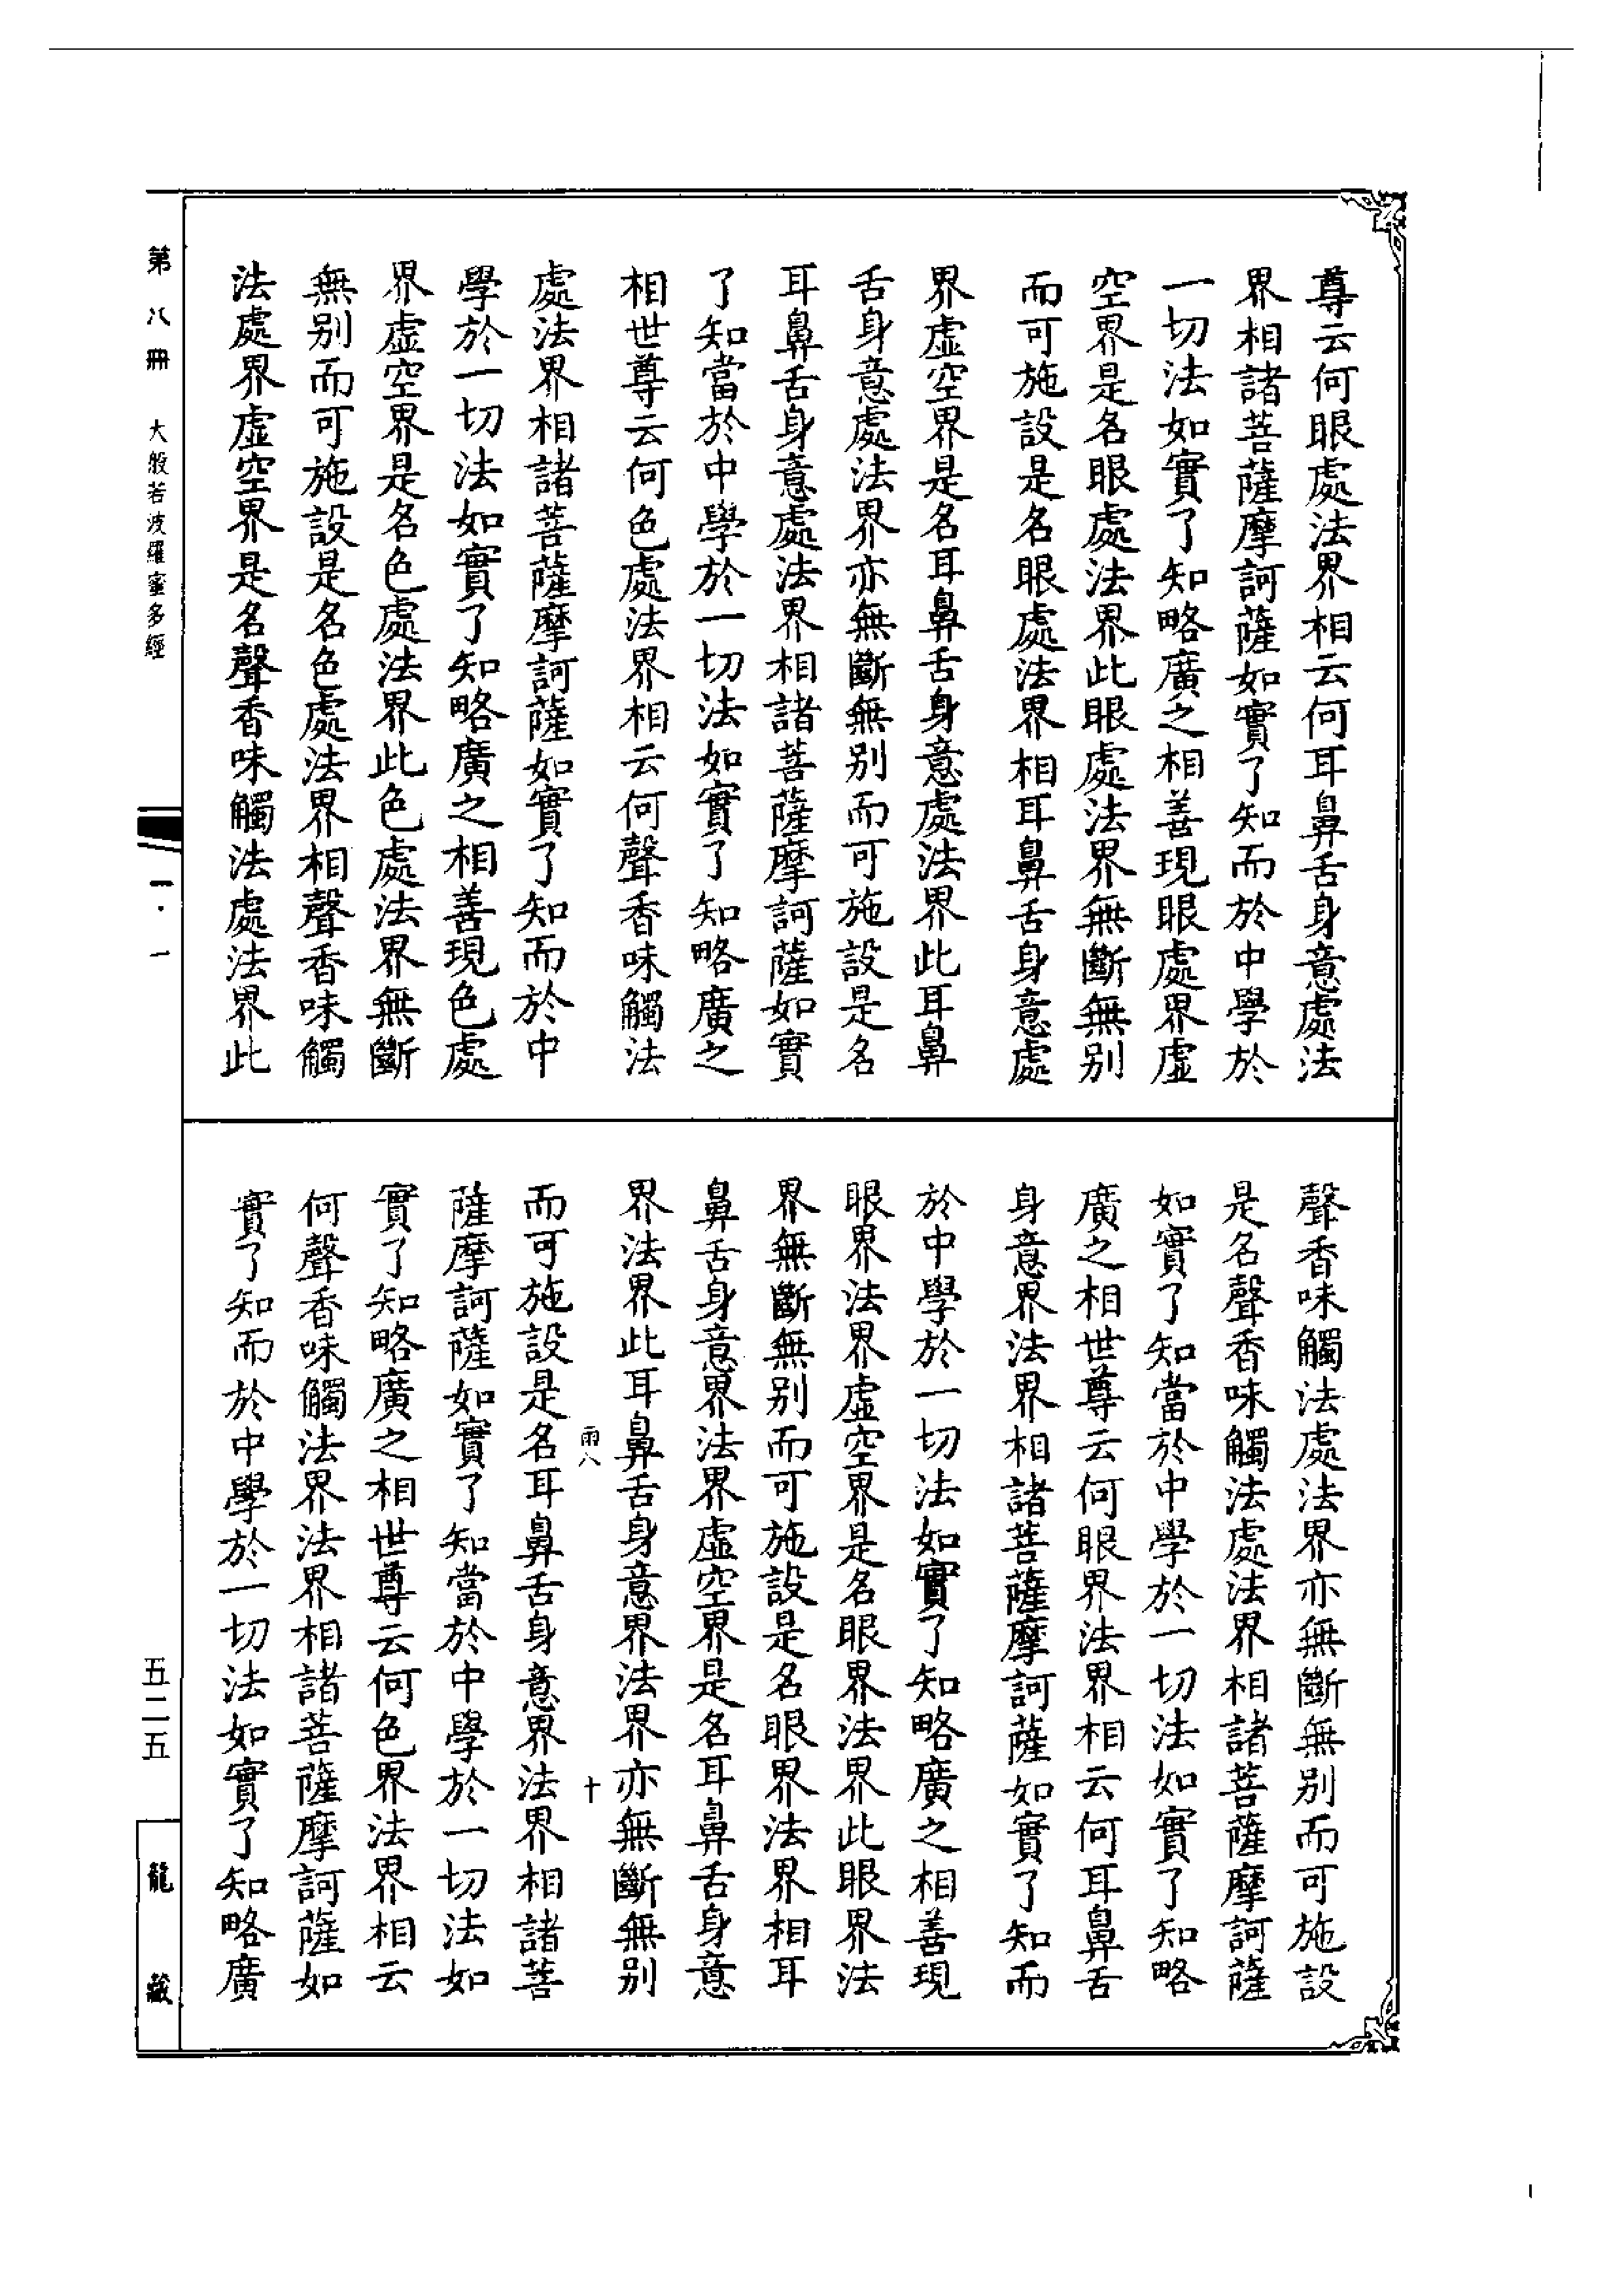 尊云何眼處法界相云何耳鼻舌身意處法
界相諸菩薩摩訶薩如實了知而於中學於
一切法如實了知略廣之相善現眼處界虛
空界是名眼處法界此眼處法界無斷無別
而可施設是名眼處法界相耳鼻舌身意處
界虛空界是名耳鼻舌身意處法界此耳鼻
舌身意處法界亦無斷無別而可施設是名
耳鼻舌身意處法界相諸菩薩摩訶薩如實
了知當於中學於一切法如實了知略廣之
相世尊云何色處法界相云何聲香味觸法
處法界相諸菩薩摩訶薩如實了知而於中
學於一切法如實了知略廣之相善現色處
界虛空界是名色處法界此色處法界無斷
無別而可施設是名色處法界相聲香味觸
法處界虛空界是名聲香味觸法處法界此
聲香味觸法處法界亦無斷無別而可施設
是名聲香味觸法處法界相諸菩薩摩訶薩
如實了知當於中學於一切法如實了知略
廣之相世尊云何眼界法界相云何耳鼻舌
身意界法界相諸菩薩摩訶薩如實了知而
於中學於一切法如實了知略廣之相善現
眼界法界虛空界是名眼界法界此眼界法
界無斷無別而可施設是名眼界法界相耳
鼻舌身意界法界虛空界是名耳鼻舌身意
界法界此耳鼻舌身意界法界亦無斷無別
雨八 十
而可施設是名耳鼻舌身意界法界相諸菩
薩摩訶薩如實了知當於中學於一切法如
實了知略廣之相世尊云何色界法界相云
何聲香味觸法界法界相諸菩薩摩訶薩如
實了知而於中學於一切法如實了知略廣
第八冊 大般若波羅蜜多經 一·一 五二五 龍藏